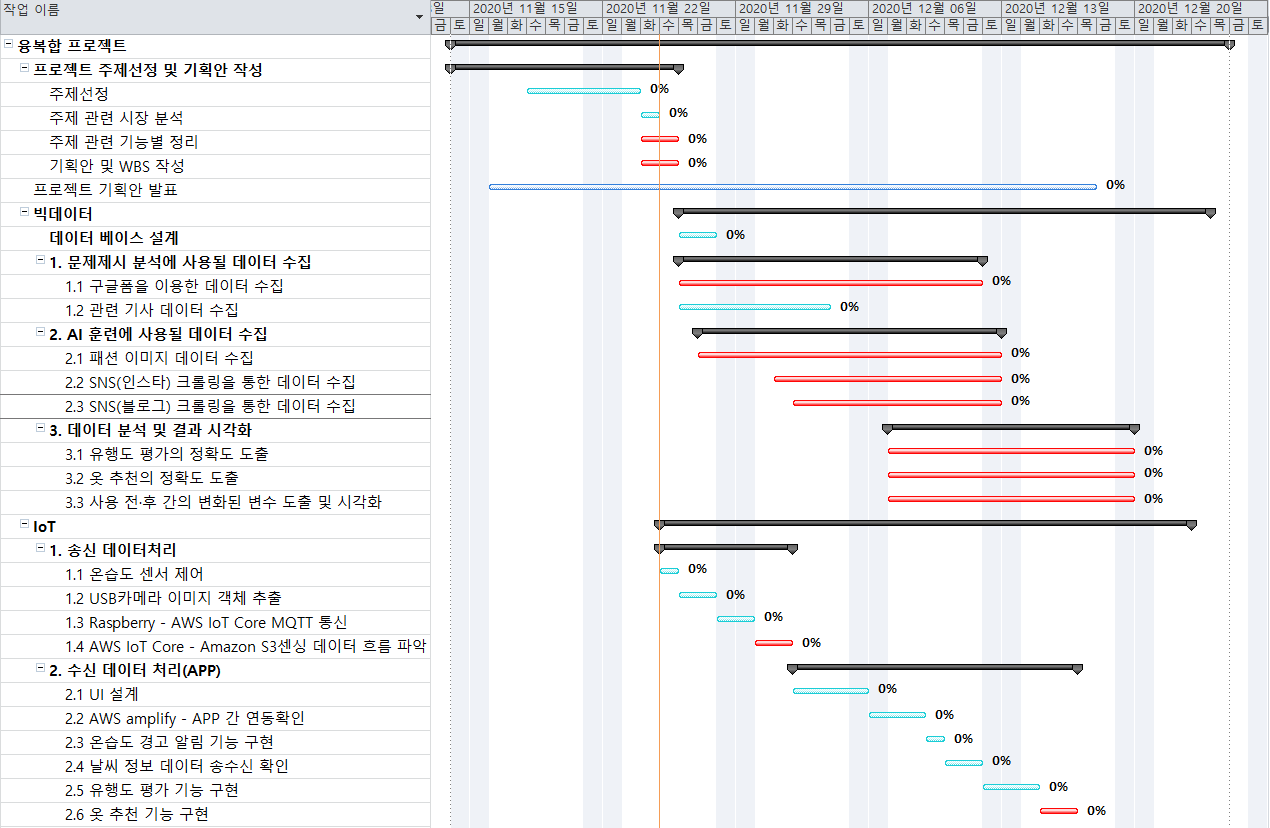 작업 이름
일 2020년 11월 15일 2020년 11월 22일 2020년 11월 29일 2020년 12월 06일 2020년 12월 13일 2020년 12월 20일
금 토 일 월 화 수 목 금 토 일 월 화 수 목 금 토 일 월 화 수 목 금 토 일 월 화 수 목 금 토 일 월 화 수 목 금 토 일 월 화 수 목 금 토
융복합 프로젝트
프로젝트 주제선정 및 기획안 작성
주제선정 0%
주제 관련 시장 분석 0%
주제 관련 기능별 정리 0%
기획안 및 WBS 작성 0%
프로젝트 기획안 발표 0%
빅데이터
데이터 베이스 설계 0%
1. 문제제시 분석에 사용될 데이터 수집
1.1 구글폼을 이용한 데이터 수집 0%
1.2 관련 기사 데이터 수집 0%
2. AI 훈련에 사용될 데이터 수집
2.1 패션 이미지 데이터 수집 0%
2.2 SNS(인스타) 크롤링을 통한 데이터 수집 0%
2.3 SNS(블로그) 크롤링을 통한 데이터 수집 0%
3. 데이터 분석 및 결과 시각화
3.1 유행도 평가의 정확도 도출 0%
3.2 옷 추천의 정확도 도출 0%
3.3 사용 전·후 간의 변화된 변수 도출 및 시각화 0%
IoT
1. 송신 데이터처리
1.1 온습도 센서 제어 0%
1.2 USB카메라 이미지 객체 추출 0%
1.3 Raspberry - AWS IoT Core MQTT 통신 0%
1.4 AWS IoT Core - Amazon S3센싱 데이터 흐름 파악 0%
2. 수신 데이터 처리(APP)
2.1 UI 설계 0%
2.2 AWS amplify - APP 간 연동확인 0%
2.3 온습도 경고 알림 기능 구현 0%
2.4 날씨 정보 데이터 송수신 확인 0%
2.5 유행도 평가 기능 구현 0%
2.6 옷 추천 기능 구현 0%